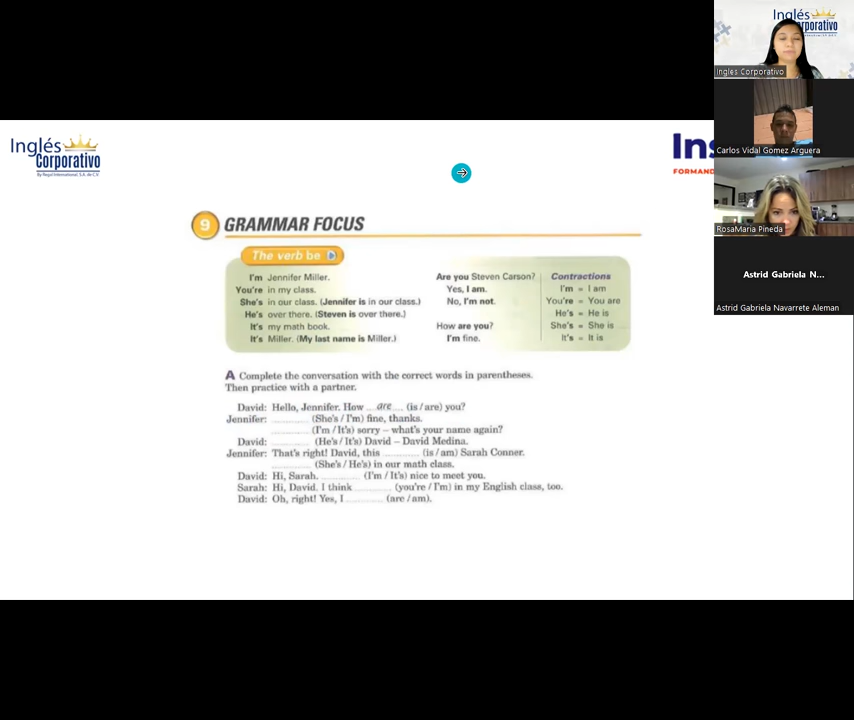 Inglés
Corporativo
By Regal International, S.A. de C.V.
Ins
FORMAND
9 GRAMMAR FOCUS
The verb be
I'm Jennifer Miller.
You're in my class.
She's in our class. (Jennifer is in our class.)
He's over there. (Steven is over there.)
It's my math book.
It's Miller. (My last name is Miller.)
Are you Steven Carson?
Yes, I am.
No, I'm not.
How are you?
I'm fine.
Contractions
I'm = I am
You're = You are
He's = He is
She's = She is
It's = It is
A Complete the conversation with the correct words in parentheses.
Then practice with a partner.
David: Hello, Jennifer. How are (is / are) you?
Jennifer: (She's / I'm) fine, thanks.
(I'm / It's) sorry – what's your name again?
David: (He's / It's) David – David Medina.
Jennifer: That's right! David, this (is / am) Sarah Conner.
(She's / He's) in our math class.
David: Hi, Sarah. (I'm / It's) nice to meet you.
Sarah: Hi, David. I think (you're / I'm) in my English class, too.
David: Oh, right! Yes, I (are / am).
Inglés
Corporativo
Ingles Corporativo
Carlos Vidal Gomez Arguera
RosaMaria Pineda
Astrid Gabriela N...
Astrid Gabriela Navarrete Aleman